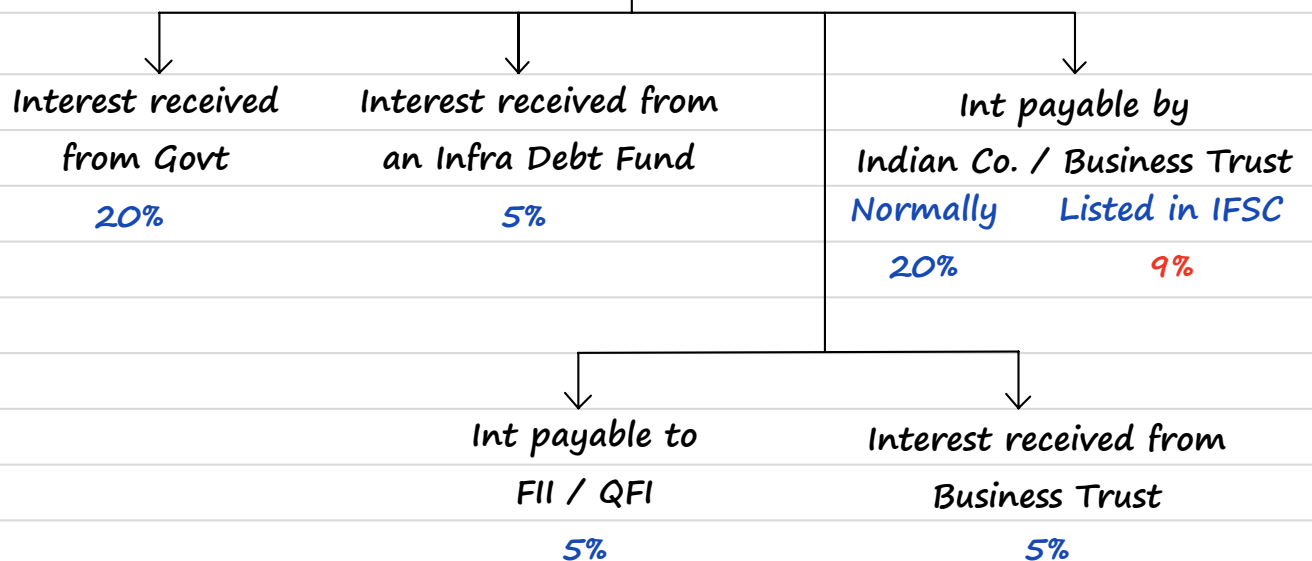 Interest received
from Govt
20%
Interest received from
an Infra Debt Fund
5%
Int payable by
Indian Co. / Business Trust
Normally Listed in IFSC
20% 9%
Int payable to
FII / QFI
5%
Interest received from
Business Trust
5%